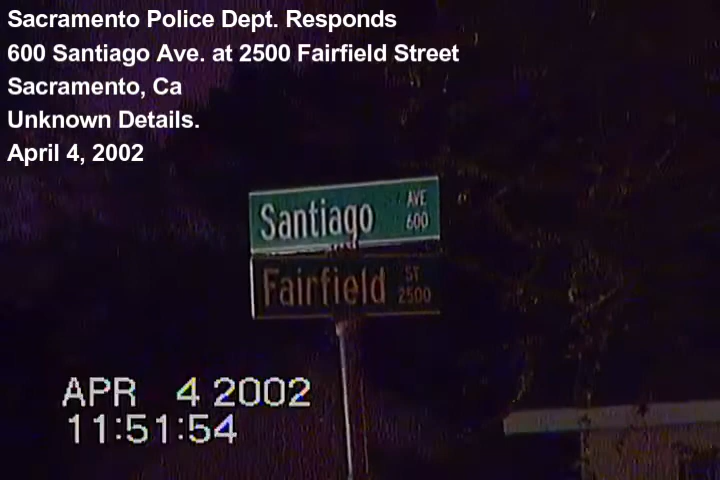 Sacramento Police Dept. Responds
600 Santiago Ave. at 2500 Fairfield Street
Sacramento, Ca
Unknown Details.
April 4, 2002
Santiago AVE 600
Fairfield ST 2500
APR 4 2002
11:51:54